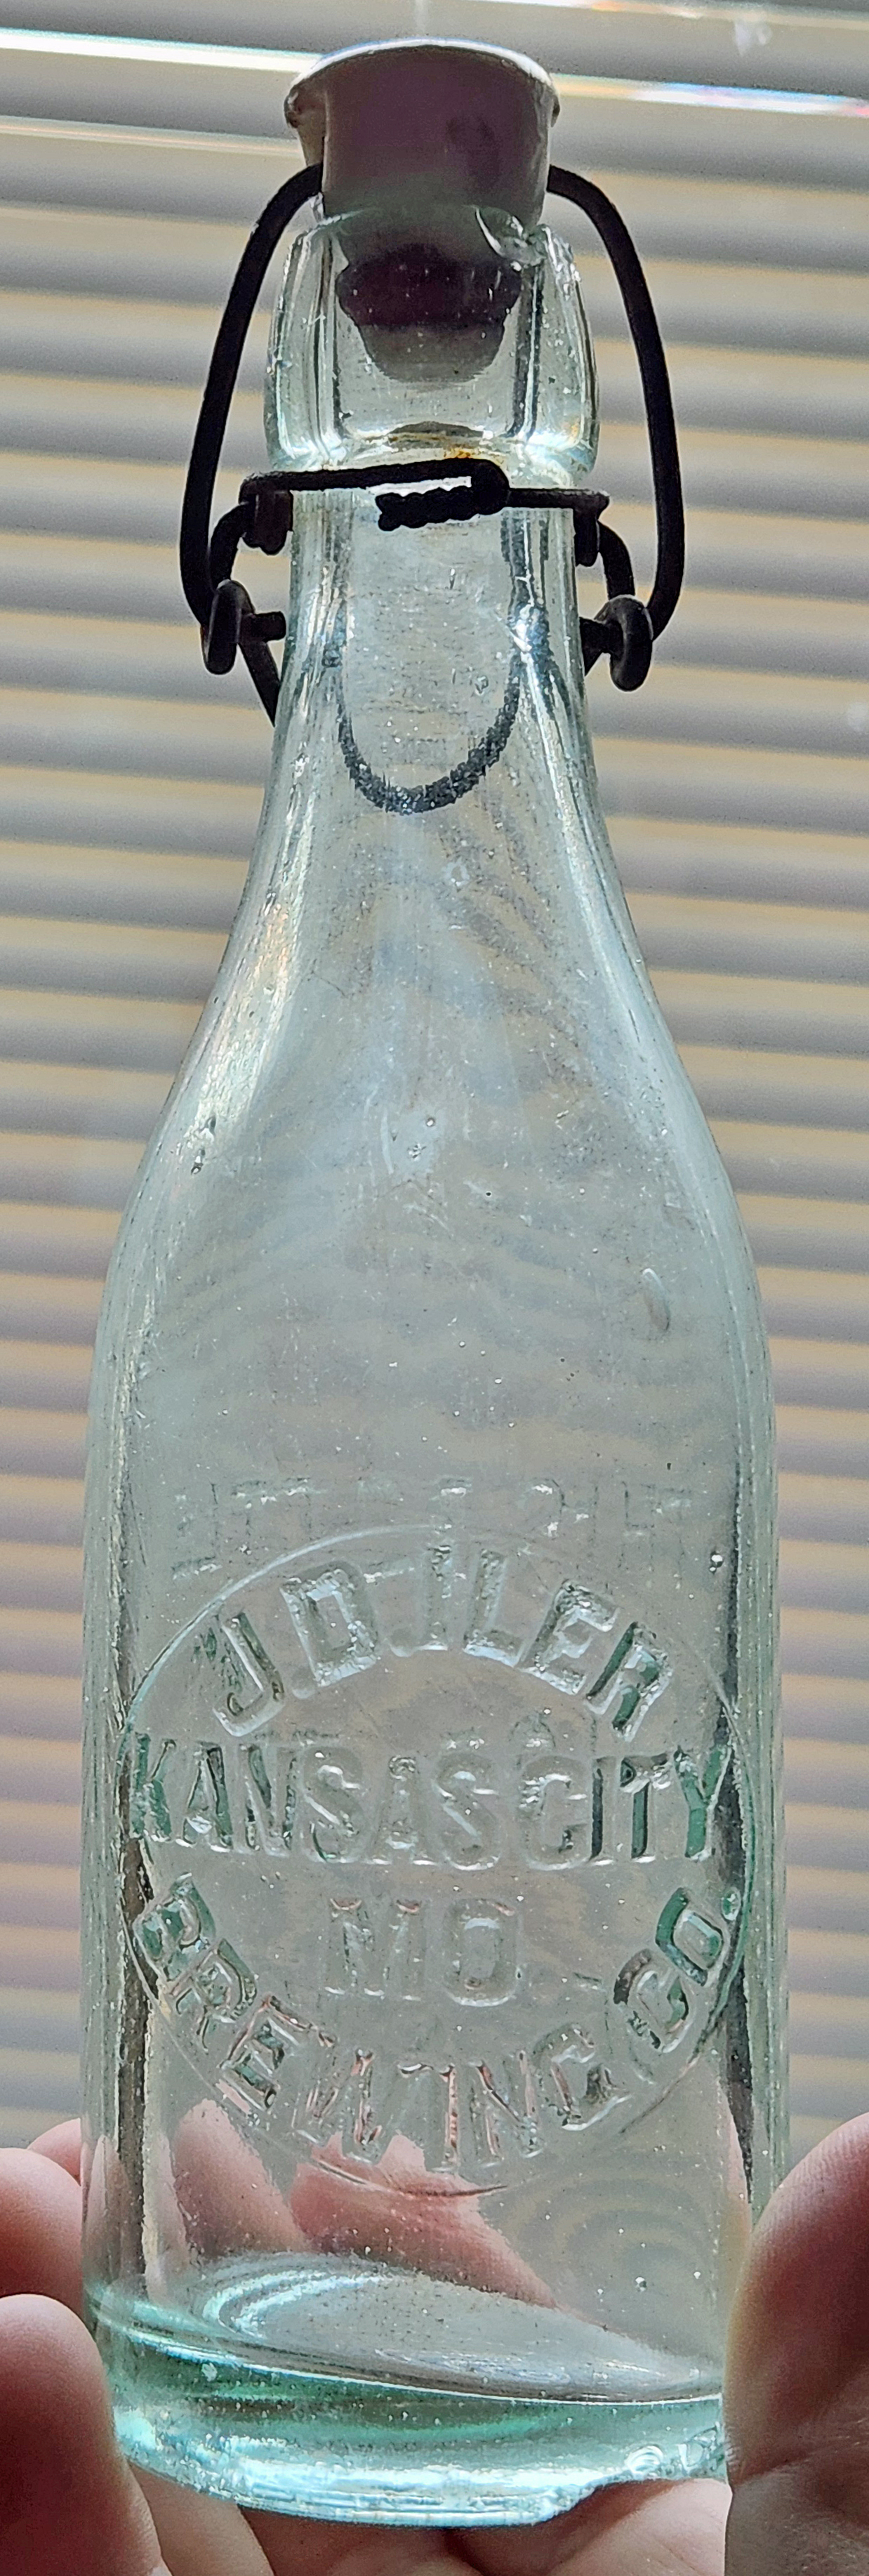 J.D. ILER
KANSAS CITY
MO
BREWING CO.